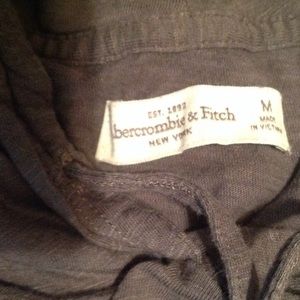 EST. 1892
abercrombie & Fitch
NEW YORK
M
MADE
IN VIETNAM